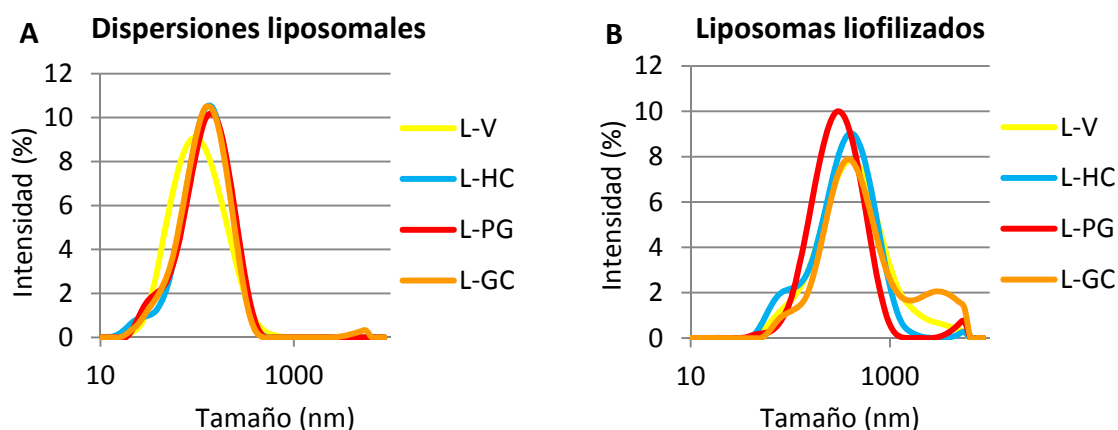 A Dispersiones liposomales
Intensidad (%)
12
10
8
6
4
2
0
10 1000
Tamaño (nm)
L-V
L-HC
L-PG
L-GC
B Liposomas liofilizados
Intensidad (%)
12
10
8
6
4
2
0
10 1000
Tamaño (nm)
L-V
L-HC
L-PG
L-GC